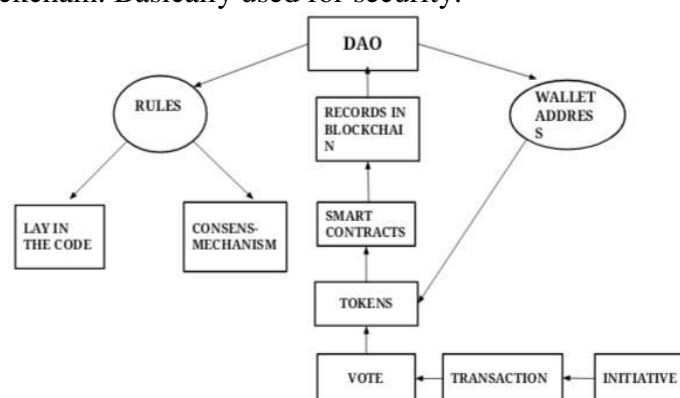 ckchain. Basically used for security.
DAO
RULES
RECORDS IN
BLOCKCHAI
N
WALLET
ADDRES
S
LAY IN
THE CODE
CONSENS-
MECHANISM
SMART
CONTRACTS
TOKENS
VOTE
TRANSACTION
INITIATIVE